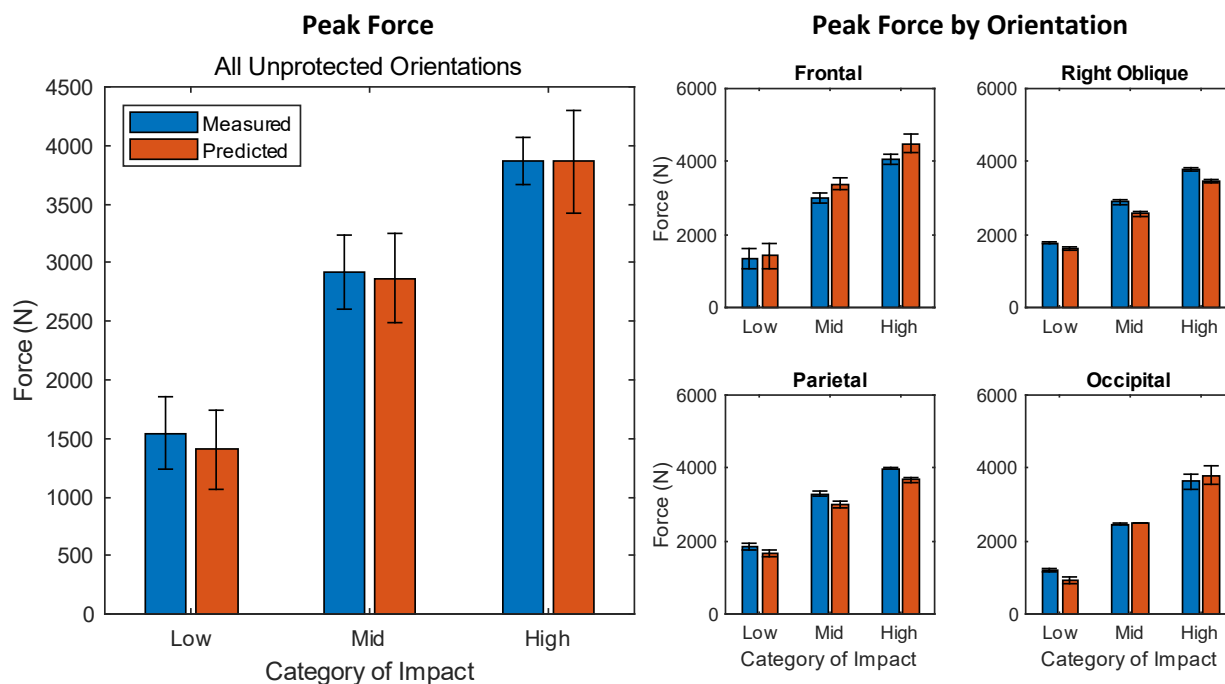 Peak Force
All Unprotected Orientations
4500
4000
3500
3000
2500
2000
1500
1000
500
0
Force (N)
Measured
Predicted
Low Mid High
Category of Impact
Peak Force by Orientation
Frontal
6000
4000
2000
0
Force (N)
Low Mid High
Right Oblique
6000
4000
2000
0
Low Mid High
Parietal
6000
4000
2000
0
Force (N)
Low Mid High
Category of Impact
Occipital
6000
4000
2000
0
Low Mid High
Category of Impact